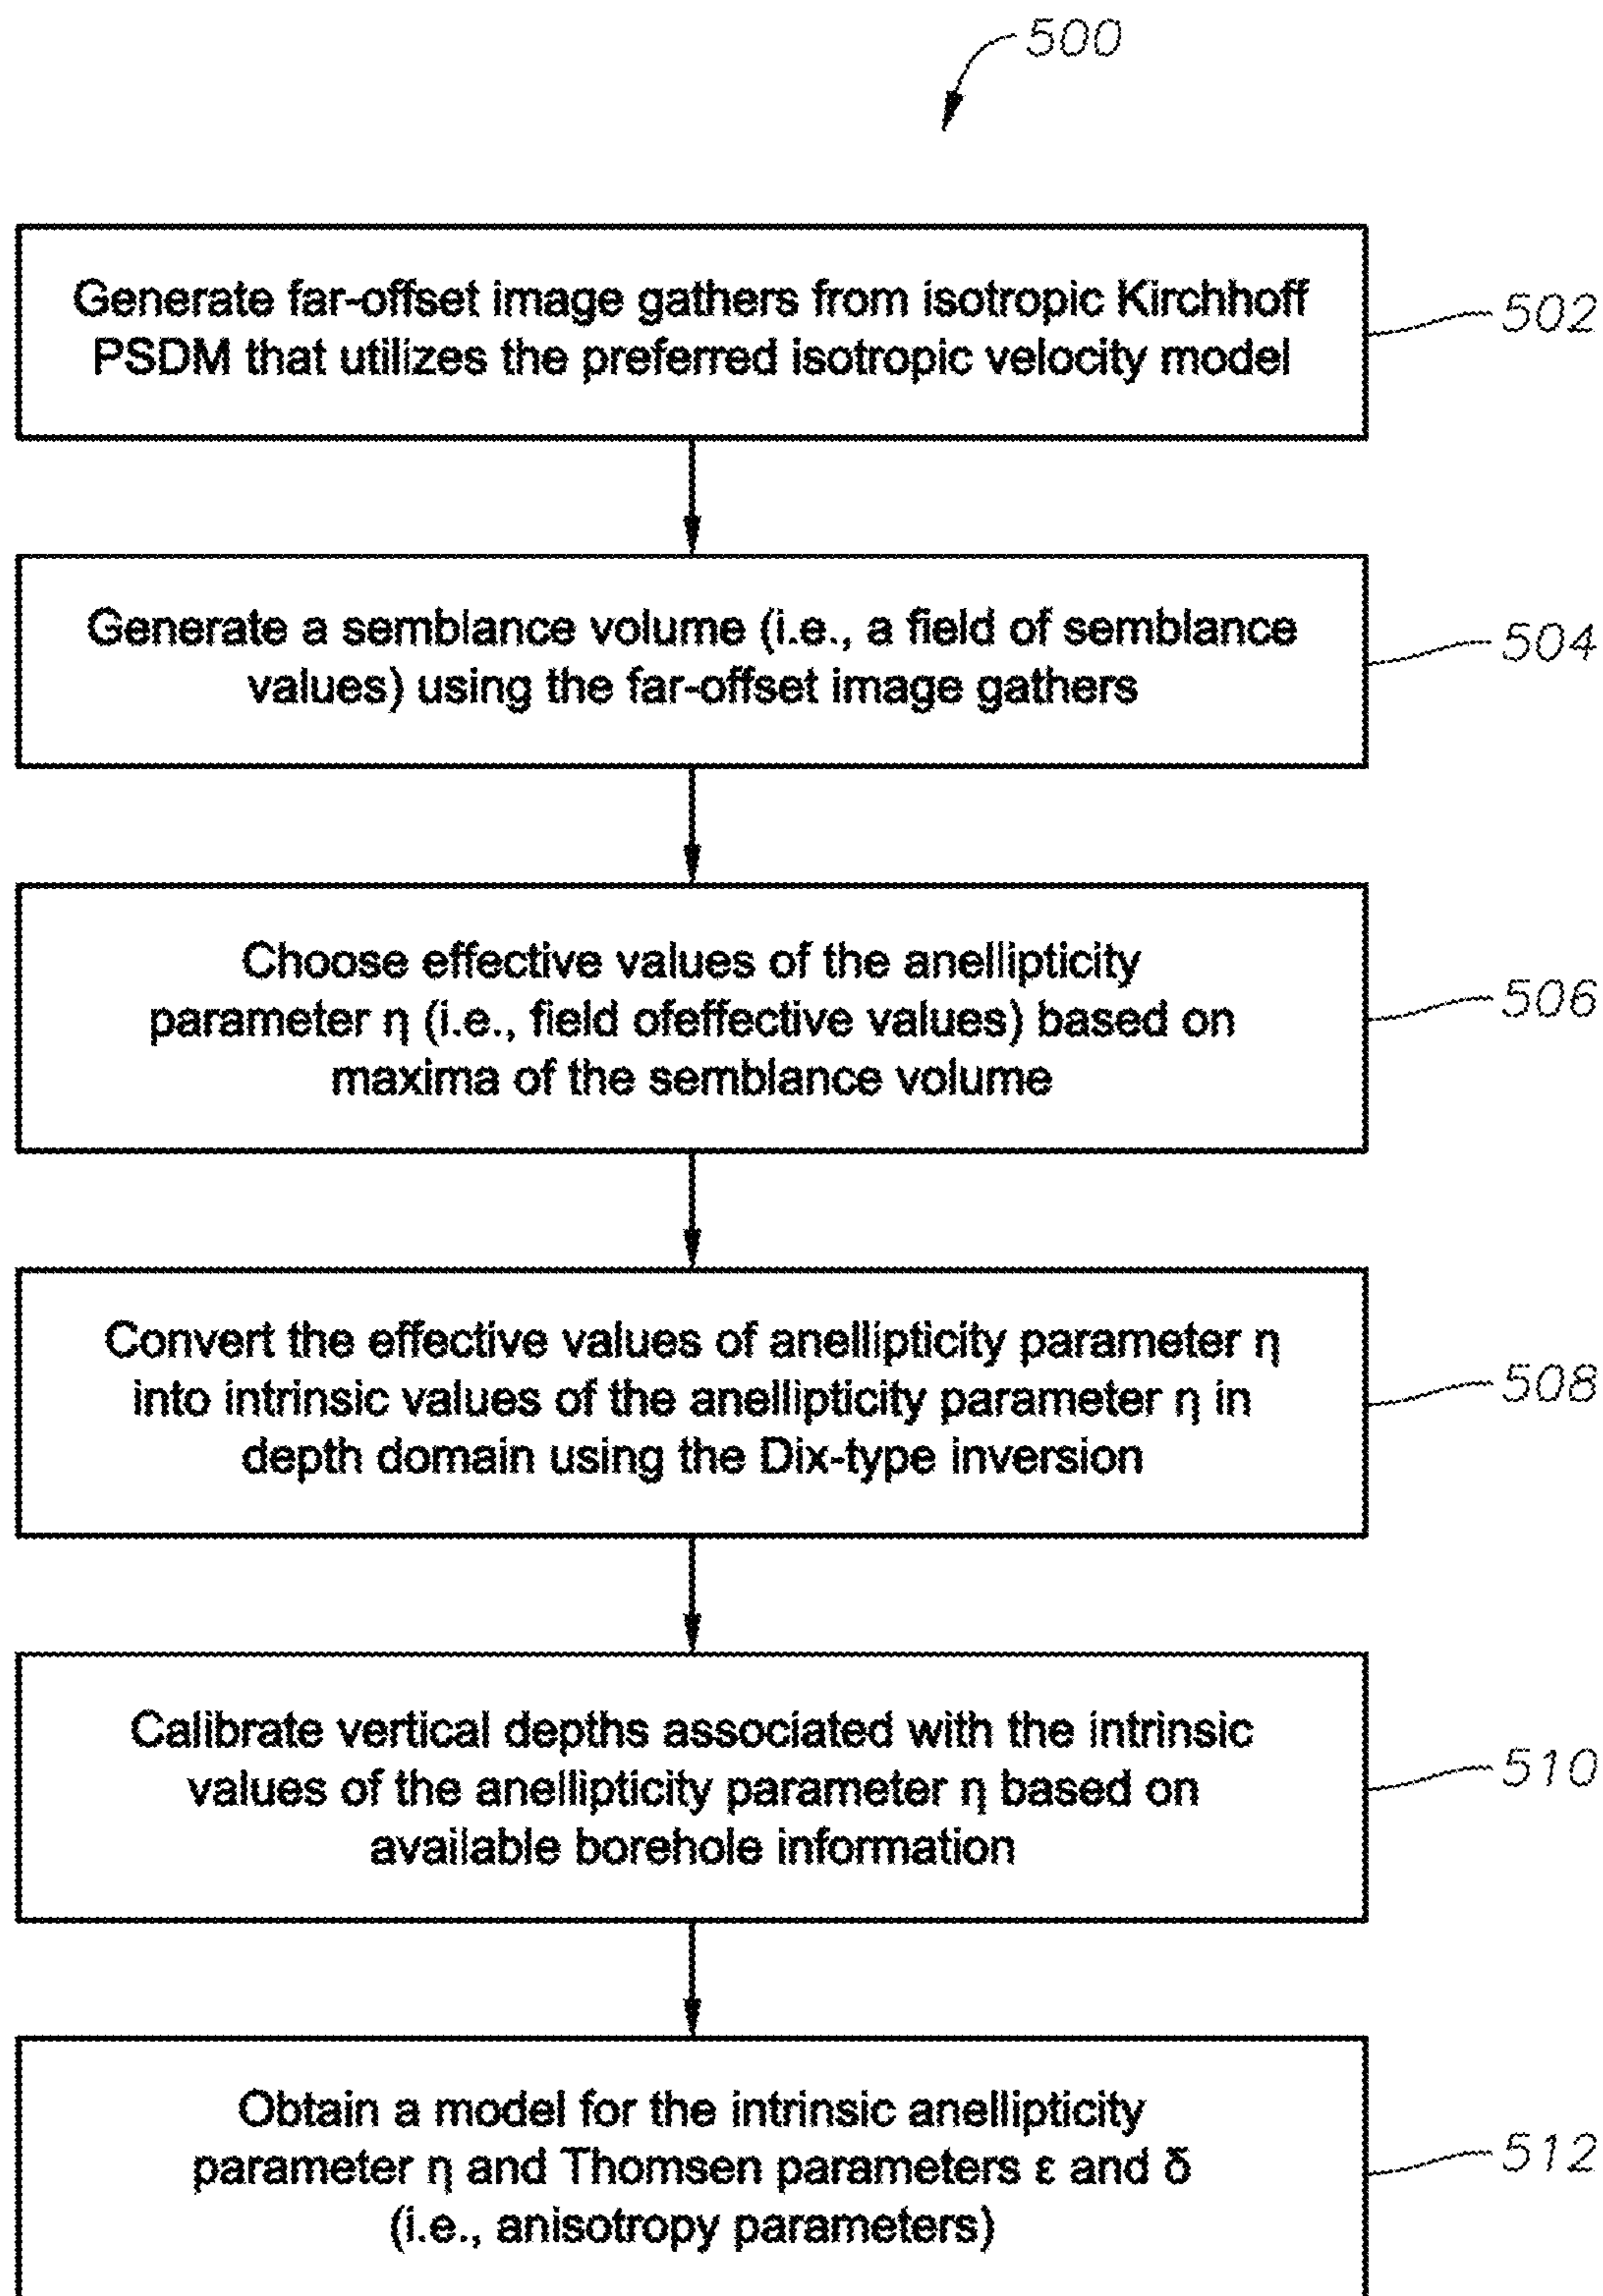 500
Generate far-offset image gathers from isotropic Kirchhoff
PSDM that utilizes the preferred isotropic velocity model
502
Generate a semblance volume (i.e., a field of semblance
values) using the far-offset image gathers
504
Choose effective values of the anellipticity
parameter η (i.e., field ofeffective values) based on
maxima of the semblance volume
506
Convert the effective values of anellipticity parameter η
into intrinsic values of the anellipticity parameter η in
depth domain using the Dix-type inversion
508
Calibrate vertical depths associated with the intrinsic
values of the anellipticity parameter η based on
available borehole information
510
Obtain a model for the intrinsic anellipticity
parameter η and Thomsen parameters ε and δ
(i.e., anisotropy parameters)
512